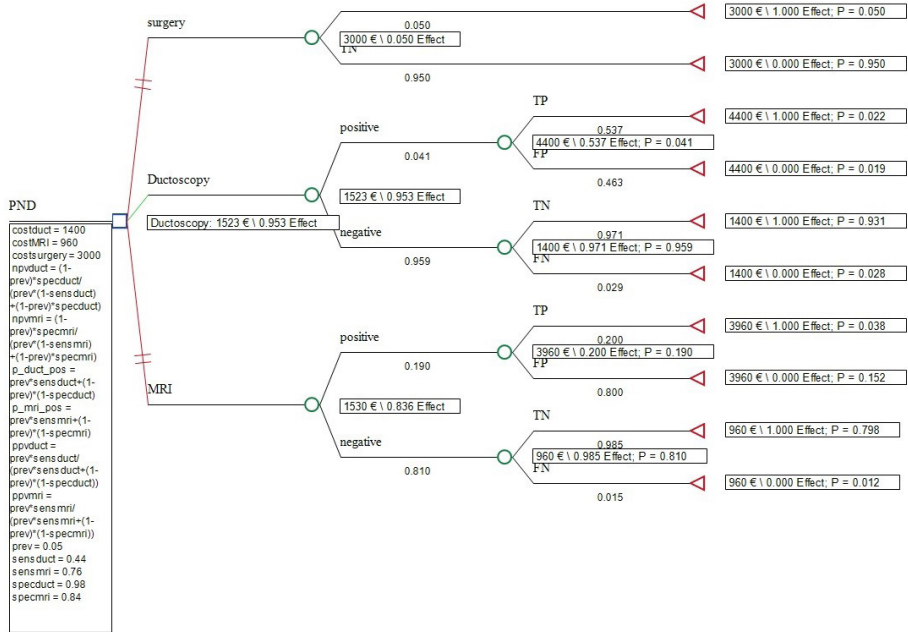 surgery
0.050
3000 € \ 1.000 Effect; P = 0.050
3000 € \ 0.050 Effect
TN
0.950
3000 € \ 0.000 Effect; P = 0.950
Ductoscopy
Ductoscopy: 1523 € \ 0.953 Effect
positive
0.041
1523 € \ 0.953 Effect
TP
0.537
4400 € \ 1.000 Effect; P = 0.022
4400 € \ 0.537 Effect; P = 0.041
FP
0.463
4400 € \ 0.000 Effect; P = 0.019
negative
0.959
TN
0.971
1400 € \ 1.000 Effect; P = 0.931
1400 € \ 0.971 Effect; P = 0.959
FN
0.029
1400 € \ 0.000 Effect; P = 0.028
MRI
positive
0.190
1530 € \ 0.836 Effect
TP
0.200
3960 € \ 1.000 Effect; P = 0.038
3960 € \ 0.200 Effect; P = 0.190
FP
0.800
3960 € \ 0.000 Effect; P = 0.152
negative
0.810
TN
0.985
960 € \ 1.000 Effect; P = 0.798
960 € \ 0.985 Effect; P = 0.810
FN
0.015
960 € \ 0.000 Effect; P = 0.012
PND
costduct = 1400
costMRI = 960
costsurgery = 3000
npvduct = (1-
prev)*specduct/
(prev*(1-sensduct)
+(1-prev)*specduct)
npvmri = (1-
prev)*specmri/
(prev*(1-sensmri)
+(1-prev)*specmri)
p_duct_pos =
prev*sensduct+(1-
prev)*(1-specduct)
p_mri_pos =
prev*sensmri+(1-
prev)*(1-specmri)
ppvduct =
prev*sensduct/
(prev*sensduct+(1-
prev)*(1-specduct))
ppvmri =
prev*sensmri/
(prev*sensmri+(1-
prev)*(1-specmri))
prev = 0.05
sensduct = 0.44
sensmri = 0.76
specduct = 0.98
specmri = 0.84